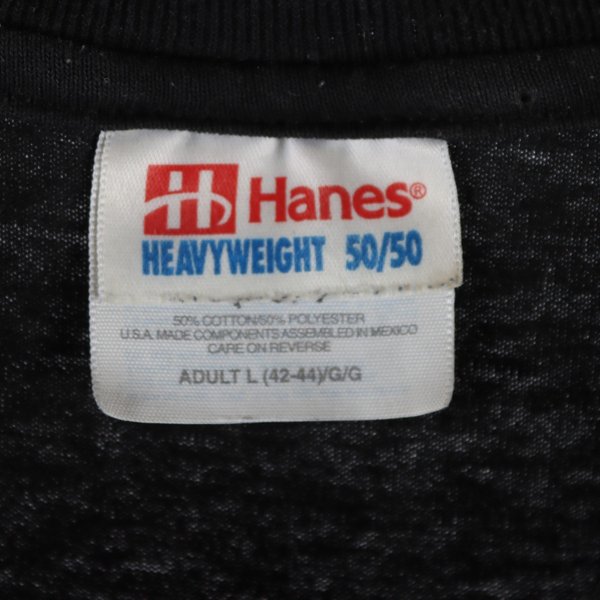 H Hanes®
HEAVYWEIGHT 50/50
50% COTTON/50% POLYESTER
U.S.A. MADE COMPONENTS ASSEMBLED IN MEXICO
CARE ON REVERSE
ADULT L (42-44)/G/G